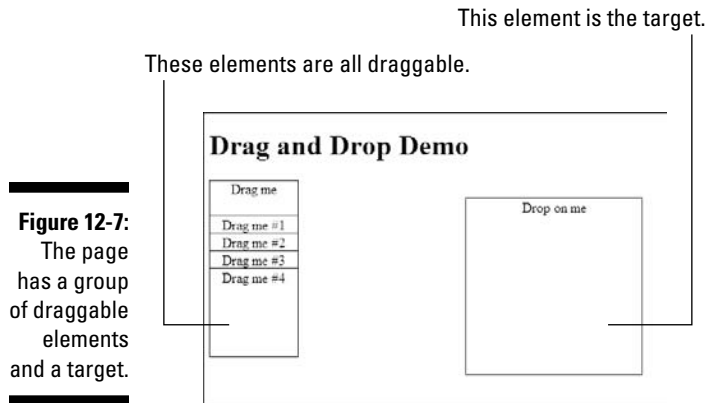 This element is the target.
These elements are all draggable.
Drag and Drop Demo
Drag me
Drag me #1
Drag me #2
Drag me #3
Drag me #4
Drop on me
Figure 12-7:
The page
has a group
of draggable
elements
and a target.